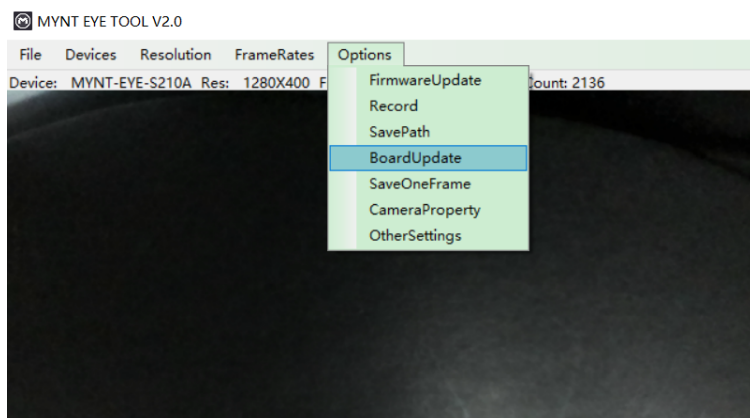 MYNT EYE TOOL V2.0
File Devices Resolution FrameRates Options
Device: MYNT-EYE-S210A Res: 1280X400 F ount: 2136
FirmwareUpdate
Record
SavePath
BoardUpdate
SaveOneFrame
CameraProperty
OtherSettings